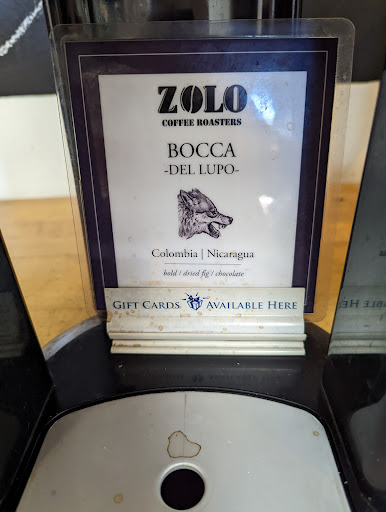 ZOLO
COFFEE ROASTERS
BOCCA
-DEL LUPO-
Colombia | Nicaragua
bold / dried fig / chocolate
GIFT CARDS AVAILABLE HERE